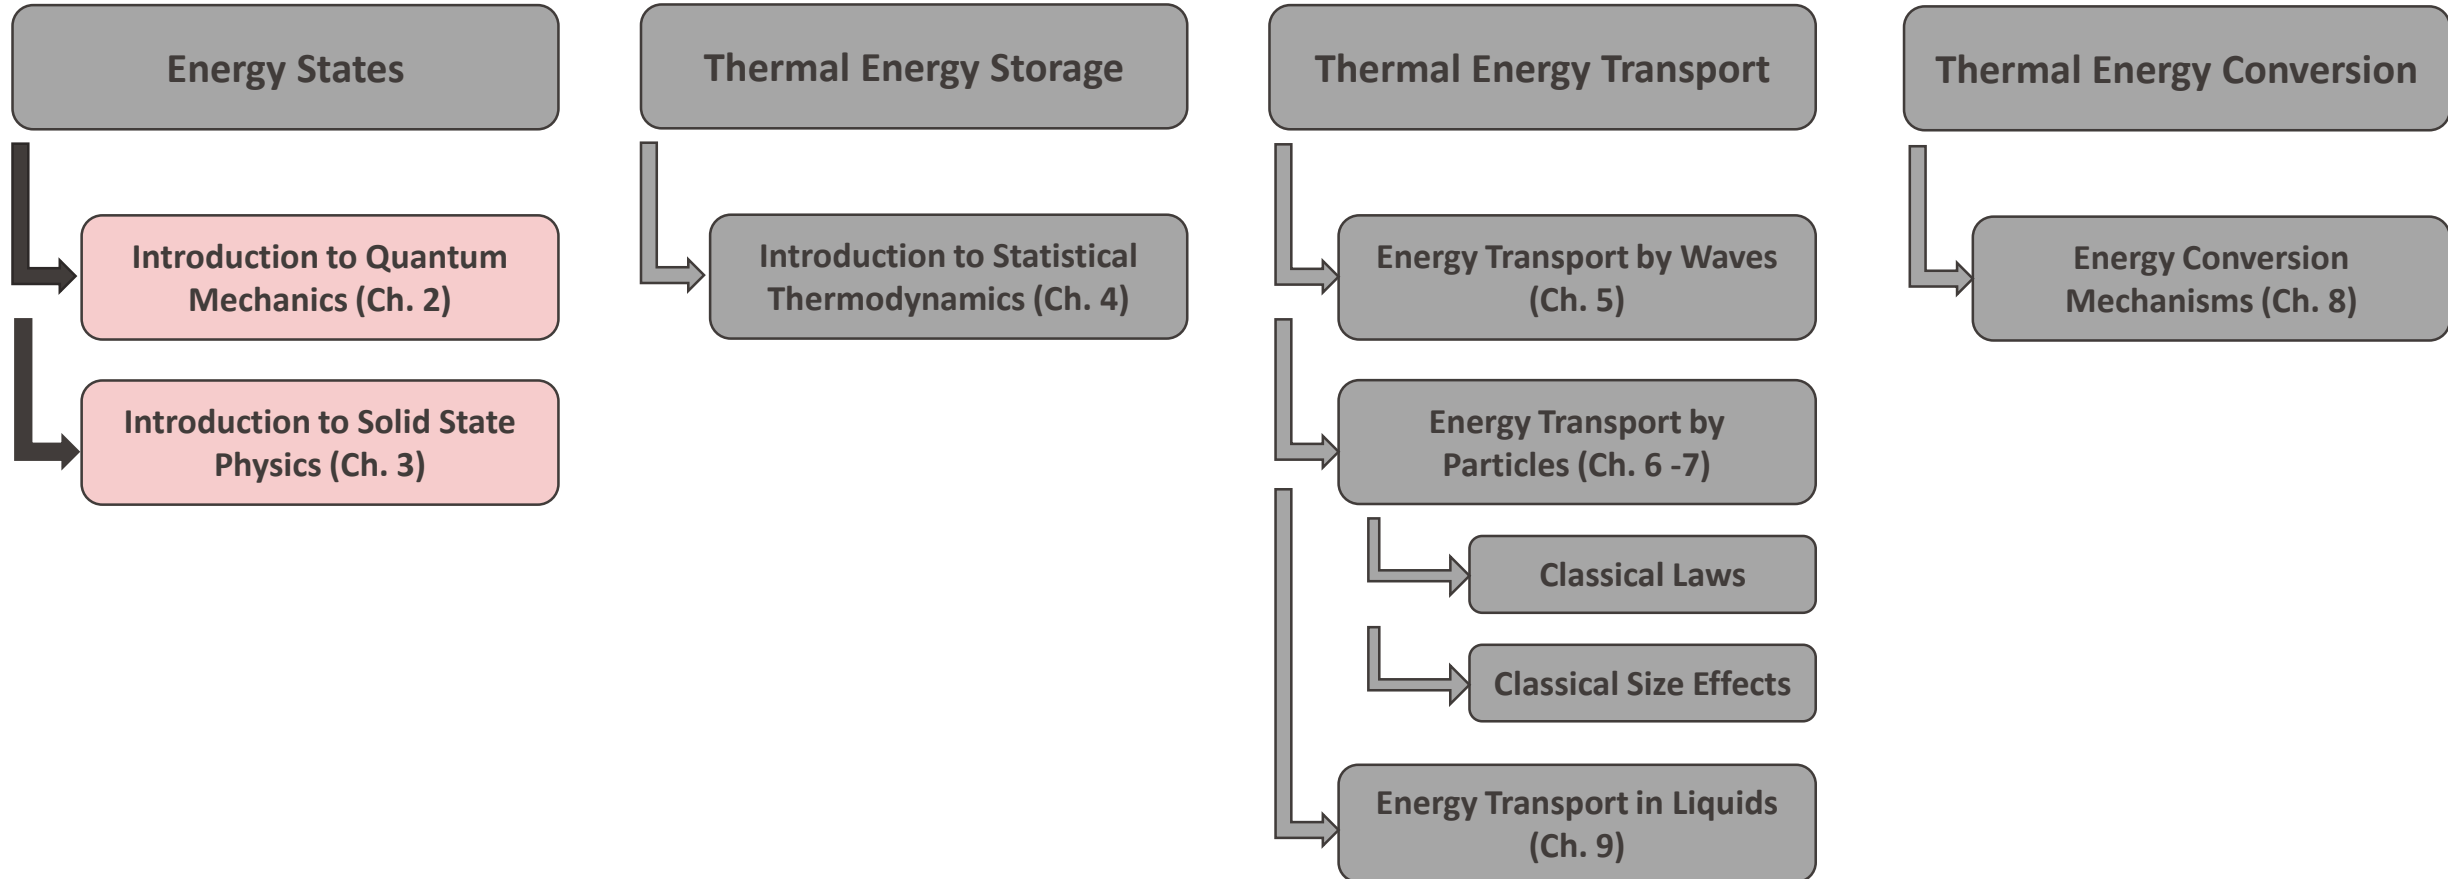 Energy States
Introduction to Quantum
Mechanics (Ch. 2)
Introduction to Solid State
Physics (Ch. 3)
Thermal Energy Storage
Introduction to Statistical
Thermodynamics (Ch. 4)
Thermal Energy Transport
Energy Transport by Waves
(Ch. 5)
Energy Transport by
Particles (Ch. 6 -7)
Classical Laws
Classical Size Effects
Energy Transport in Liquids
(Ch. 9)
Thermal Energy Conversion
Energy Conversion
Mechanisms (Ch. 8)